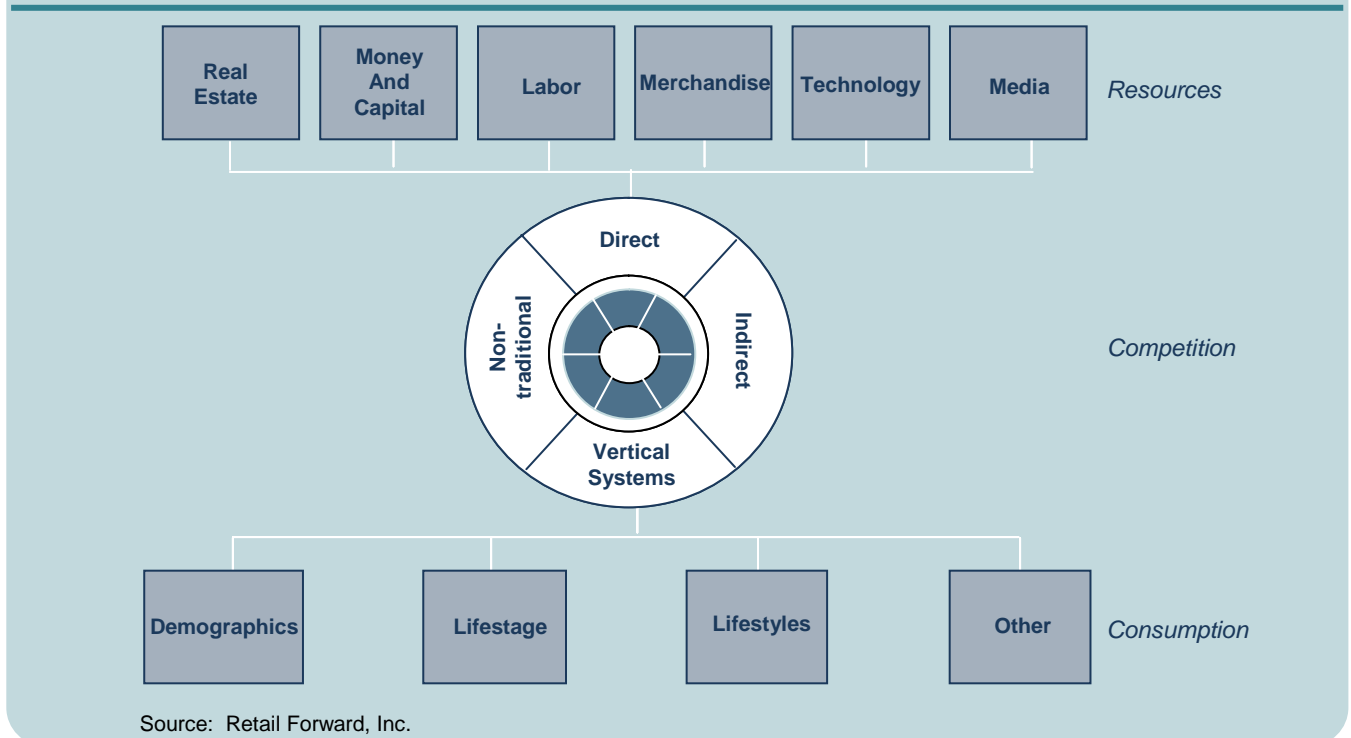 Real
Estate
Money
And
Capital
Labor
Merchandise
Technology
Media
Resources
Direct
Non-
traditional
Indirect
Vertical
Systems
Competition
Demographics
Lifestage
Lifestyles
Other
Consumption
Source: Retail Forward, Inc.